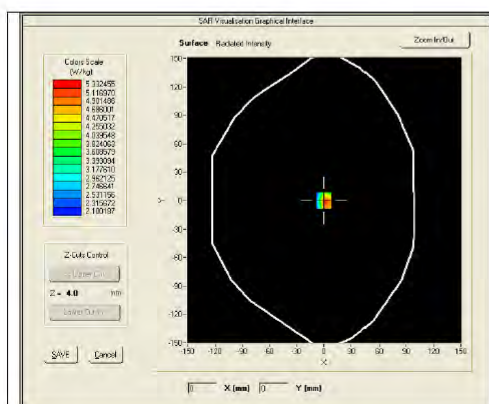 SAR Visualisation Graphical Interface
Surface Radiated Intensity
Zoom In/Out
Colors Scale
(W/kg)
5.332455
5.116970
4.901486
4.686001
4.470517
4.255032
4.039548
3.824063
3.608579
3.393094
3.177610
2.962125
2.746641
2.531156
2.315672
2.100187
Z-Cuts Control
Z = 4.0 mm
SAVE
Cancel
150
120
90
60
30
0
-30
-60
-90
-120
-150
Y
-150 -120 -90 -60 -30 0 30 60 90 120 150
X
0 X (mm) 0 Y (mm)